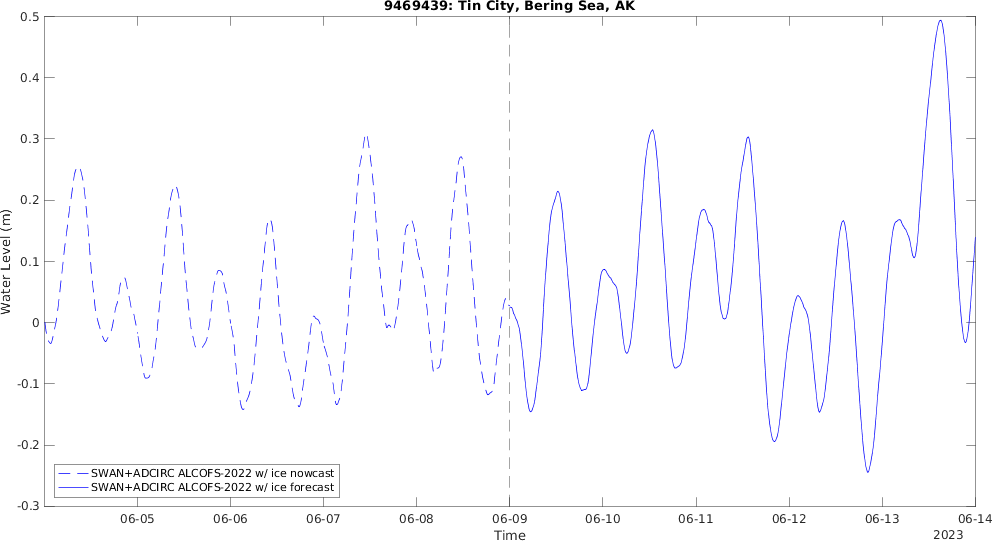 9469439: Tin City, Bering Sea, AK
0.5
0.4
0.3
0.2
0.1
0
-0.1
-0.2
-0.3
Water Level (m)
SWAN+ADCIRC ALCOFS-2022 w/ ice nowcast
SWAN+ADCIRC ALCOFS-2022 w/ ice forecast
06-05 06-06 06-07 06-08 06-09 06-10 06-11 06-12 06-13 06-14
Time
2023